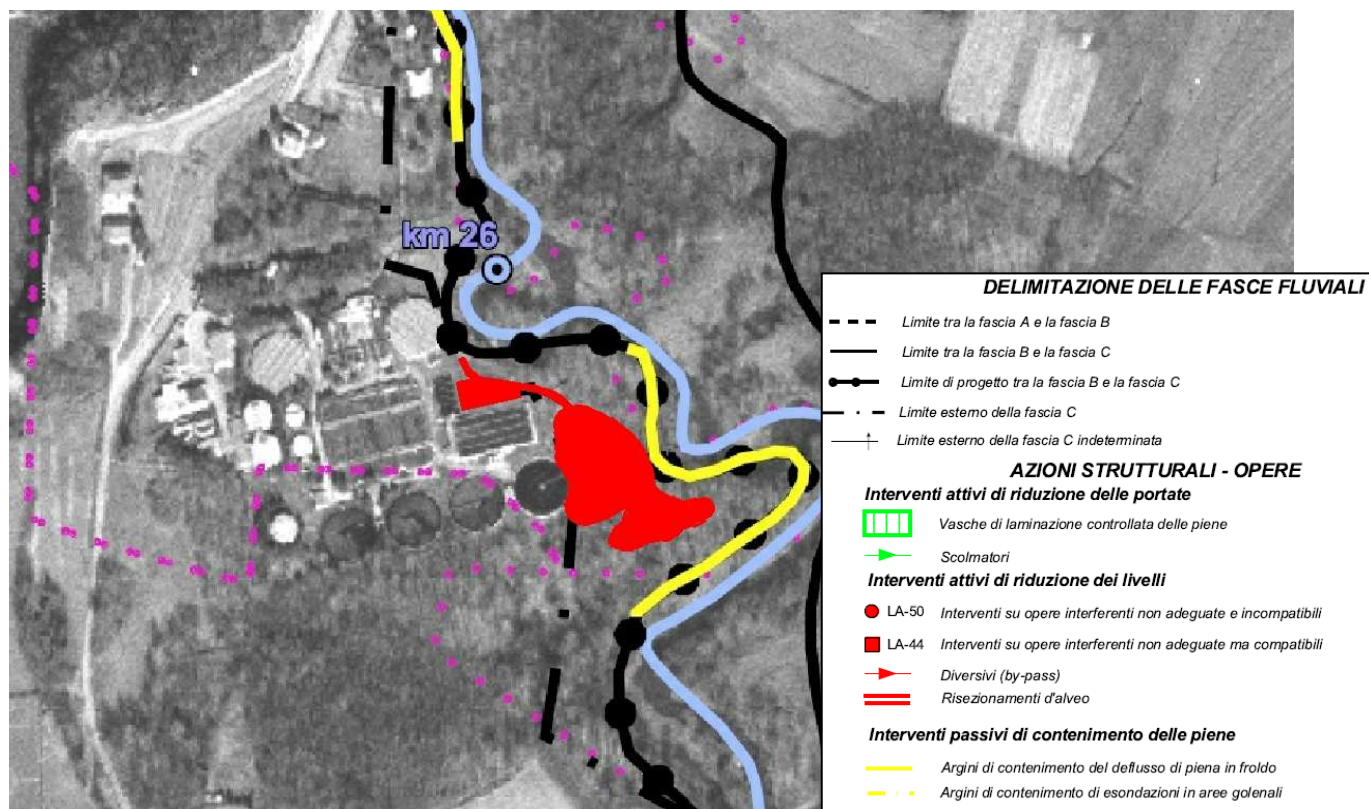 km 26
DELIMITAZIONE DELLE FASCE FLUVIALI
Limite tra la fascia A e la fascia B
Limite tra la fascia B e la fascia C
Limite di progetto tra la fascia B e la fascia C
Limite esterno della fascia C
Limite esterno della fascia C indeterminata
AZIONI STRUTTURALI - OPERE
Interventi attivi di riduzione delle portate
Vasche di laminazione controllata delle piene
Scolmatori
Interventi attivi di riduzione dei livelli
LA-50 Interventi su opere interferenti non adeguate e incompatibili
LA-44 Interventi su opere interferenti non adeguate ma compatibili
Diversivi (by-pass)
Risezionamenti d'alveo
Interventi passivi di contenimento delle piene
Argini di contenimento del deflusso di piena in froldo
Argini di contenimento di esondazioni in aree golenali